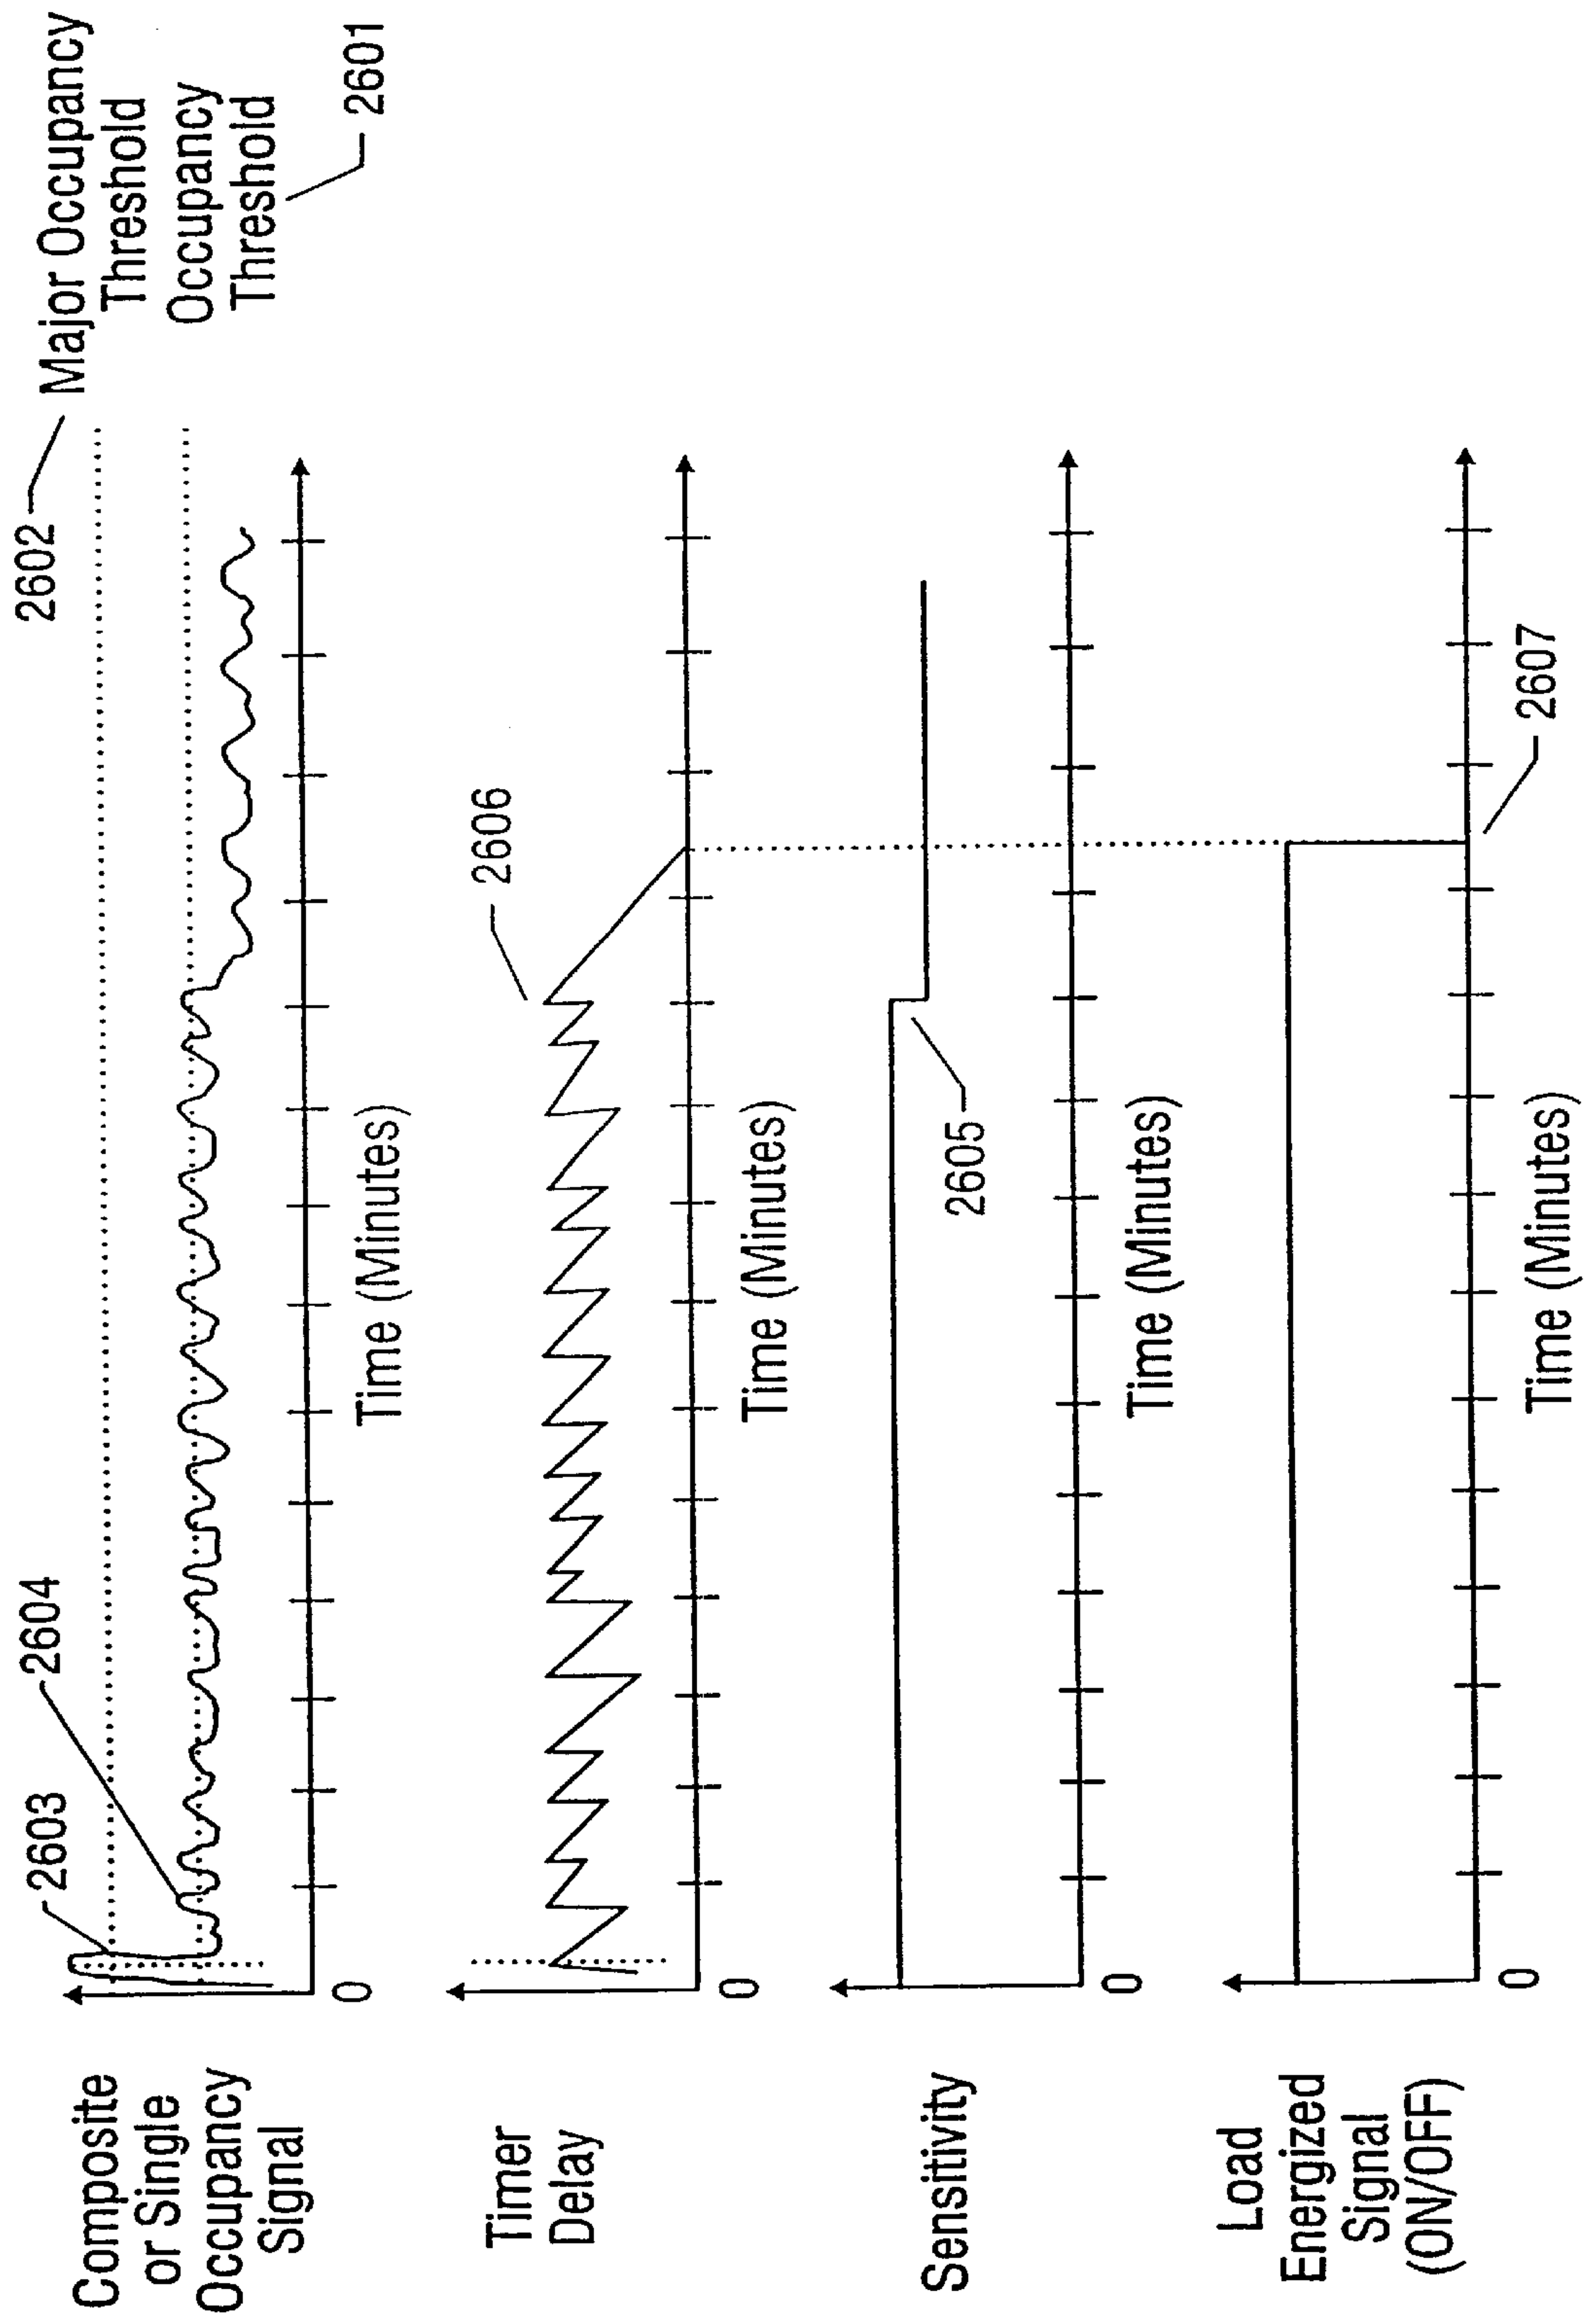 2602
Major Occupancy
Threshold
Occupancy
Threshold
2601
2603
2604
Composite
or Single
Occupancy
Signal
0
Time (Minutes)
2606
Timer
Delay
0
Time (Minutes)
Sensitivity
2605
0
Time (Minutes)
Load
Energized
Signal
(ON/OFF)
0
Time (Minutes)
2607